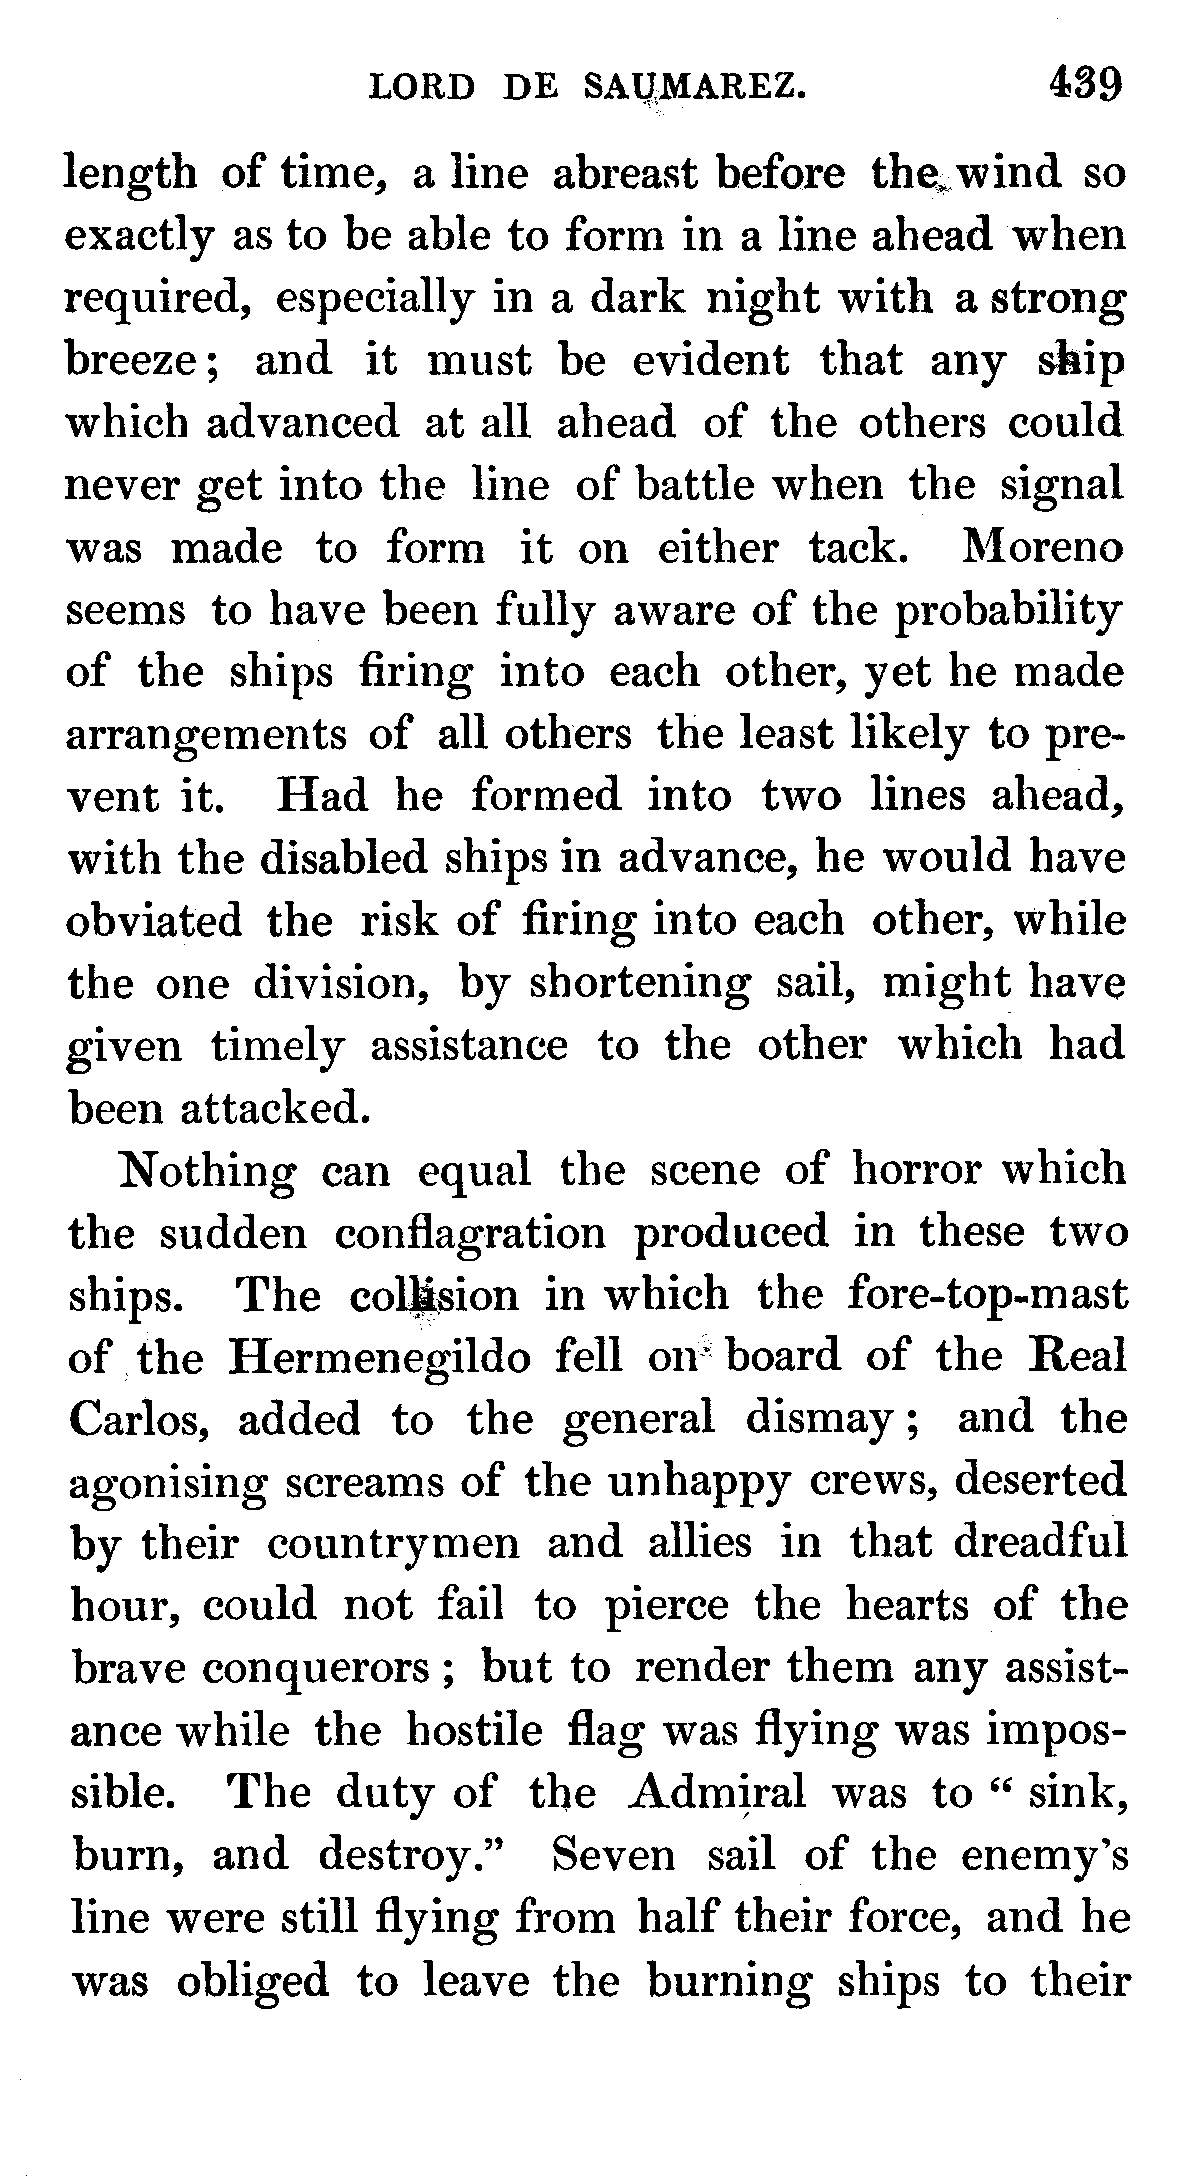 LORD DE SAUMAREZ. 439
length of time, a line abreast before the wind so
exactly as to be able to form in a line ahead when
required, especially in a dark night with a strong
breeze; and it must be evident that any ship
which advanced at all ahead of the others could
never get into the line of battle when the signal
was made to form it on either tack. Moreno
seems to have been fully aware of the probability
of the ships firing into each other, yet he made
arrangements of all others the least likely to pre-
vent it. Had he formed into two lines ahead,
with the disabled ships in advance, he would have
obviated the risk of firing into each other, while
the one division, by shortening sail, might have
given timely assistance to the other which had
been attacked.
Nothing can equal the scene of horror which
the sudden conflagration produced in these two
ships. The collision in which the fore-top-mast
of the Hermenegildo fell on board of the Real
Carlos, added to the general dismay; and the
agonising screams of the unhappy crews, deserted
by their countrymen and allies in that dreadful
hour, could not fail to pierce the hearts of the
brave conquerors; but to render them any assist-
ance while the hostile flag was flying was impos-
sible. The duty of the Admiral was to “ sink,
burn, and destroy.” Seven sail of the enemy’s
line were still flying from half their force, and he
was obliged to leave the burning ships to their